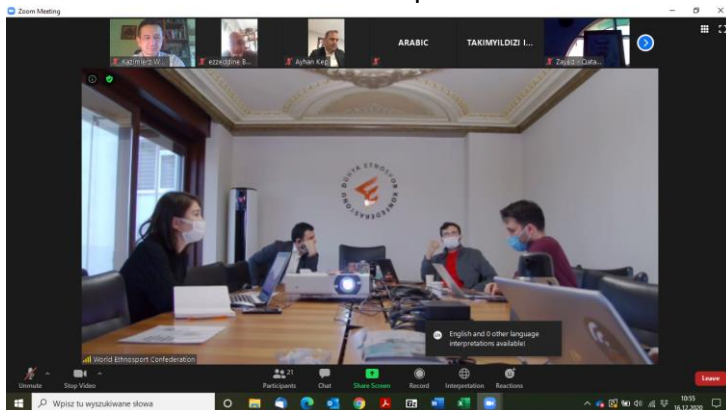 Zoom Meeting
Kazimierz W...
ezzeddine B...
Ayhan Kep
ARABIC
TAKIMYILDIZI I...
Zayed - Qata...
DÜNYA ETNOSPOR KONFEDERASYONU
English and 0 other language
interpretations available!
World Ethnosport Confederation
Unmute
Stop Video
Participants
21
Chat
Share Screen
Record
Interpretation
Reactions
Leave
Wpisz tu wyszukiwane słowa
10:55
16.12.2020